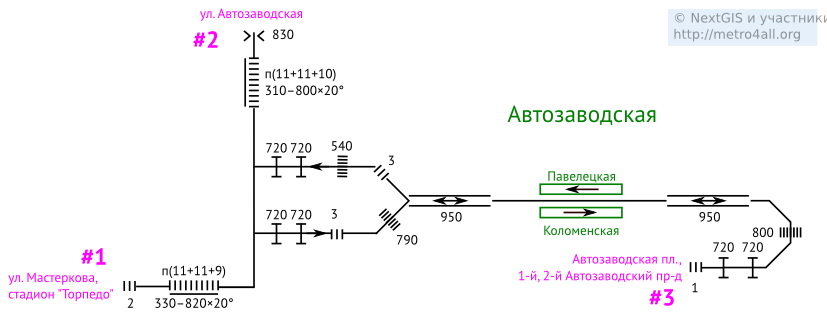 ул. Автозаводская
#2
830
© NextGIS и участники
http://metro4all.org
п(11+11+10)
310–800×20°
Автозаводская
720 720
540
3
Павелецкая
950
Коломенская
950
720 720
3
790
800
720 720
#1
ул. Мастеркова,
стадион "Торпедо"
2
п(11+11+9)
330–820×20°
Автозаводская пл.,
1-й, 2-й Автозаводский пр-д
#3
1